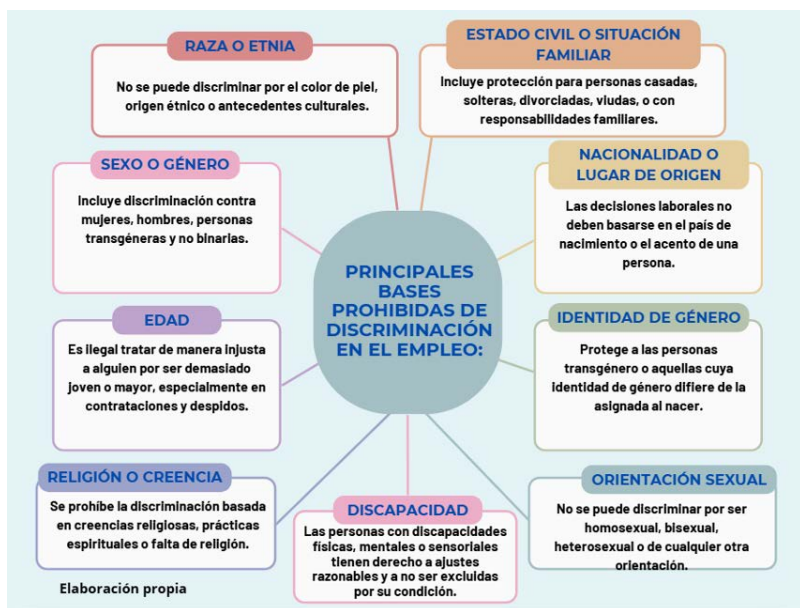 RAZA O ETNIA
No se puede discriminar por el color de piel,
origen étnico o antecedentes culturales.
ESTADO CIVIL O SITUACIÓN
FAMILIAR
Incluye protección para personas casadas,
solteras, divorciadas, viudas, o con
responsabilidades familiares.
SEXO O GÉNERO
Incluye discriminación contra
mujeres, hombres, personas
transgéneras y no binarias.
NACIONALIDAD O
LUGAR DE ORIGEN
Las decisiones laborales no
deben basarse en el país de
nacimiento o el acento de una
persona.
PRINCIPALES
BASES
PROHIBIDAS DE
DISCRIMINACIÓN
EN EL EMPLEO:
EDAD
Es ilegal tratar de manera injusta
a alguien por ser demasiado
joven o mayor, especialmente en
contrataciones y despidos.
IDENTIDAD DE GÉNERO
Protege a las personas
transgénero o aquellas cuya
identidad de género difiere de la
asignada al nacer.
RELIGIÓN O CREENCIA
Se prohíbe la discriminación basada
en creencias religiosas, prácticas
espirituales o falta de religión.
DISCAPACIDAD
Las personas con discapacidades
físicas, mentales o sensoriales
tienen derecho a ajustes
razonables y a no ser excluidas
por su condición.
ORIENTACIÓN SEXUAL
No se puede discriminar por ser
homosexual, bisexual,
heterosexual o de cualquier otra
orientación.
Elaboración propia